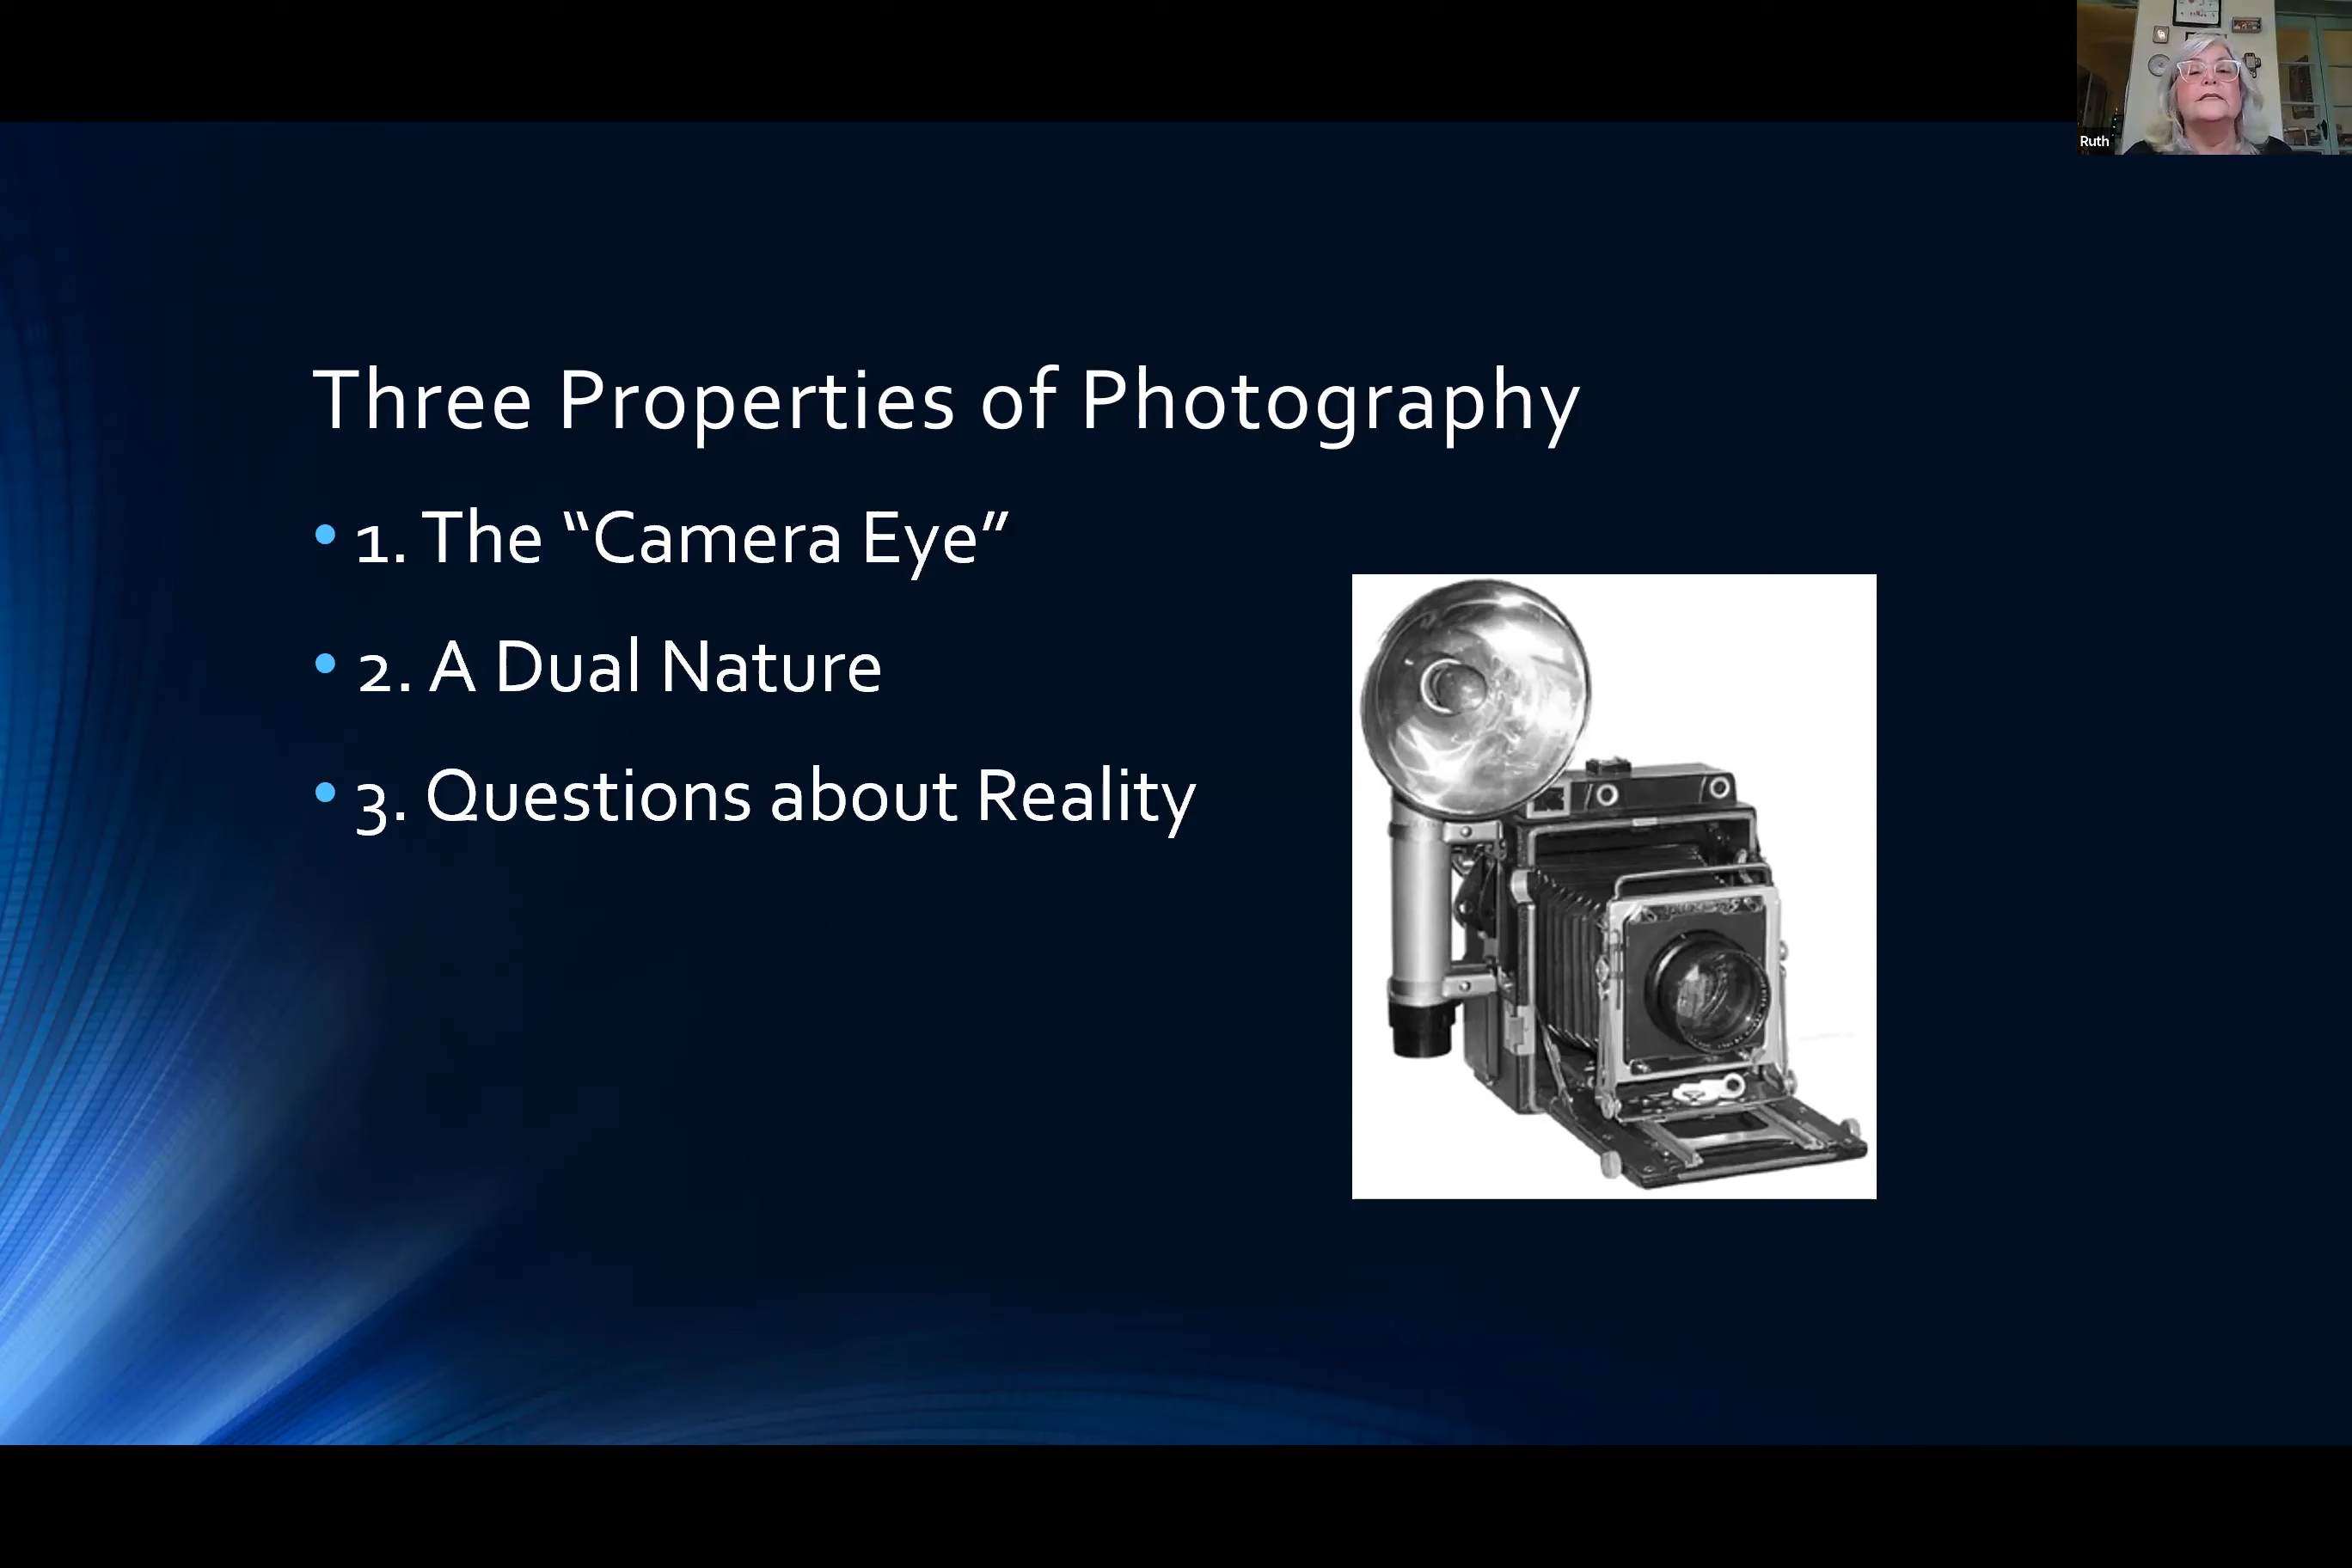 Ruth
Three Properties of Photography
• 1. The “Camera Eye”
• 2. A Dual Nature
• 3. Questions about Reality